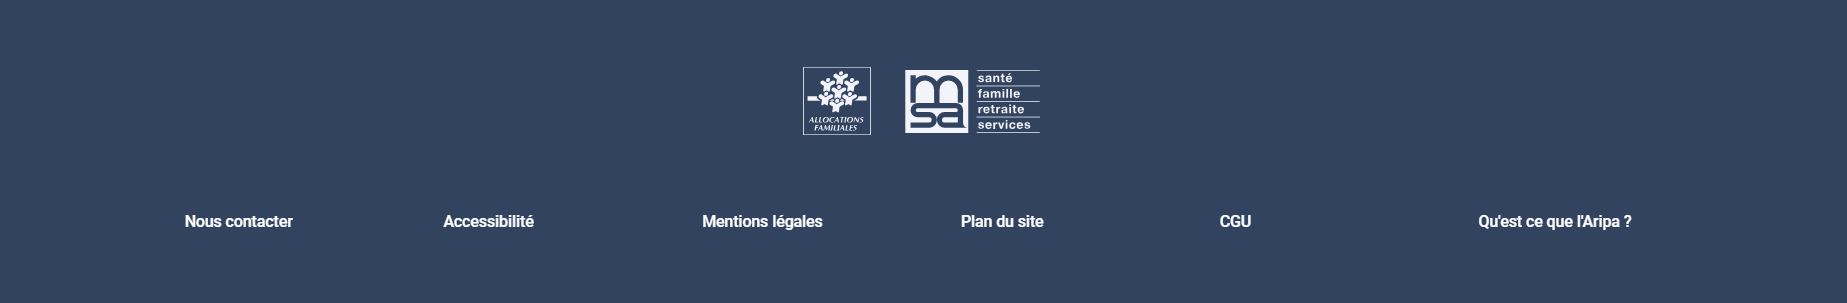 ALLOCATIONS
FAMILIALES
msa
santé
famille
retraite
services
Nous contacter
Accessibilité
Mentions légales
Plan du site
CGU
Qu'est ce que l'Aripa ?